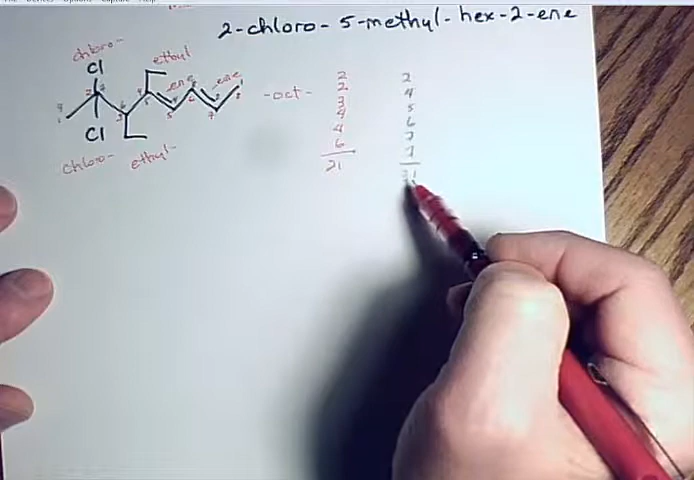 2-chloro-5-methyl-hex-2-ene
chloro-
Cl
ethyl
-ene
-ene
-oct-
Cl
chloro-
ethyl-
2
2
3
4
4
6
21
2
4
5
6
7
7
31